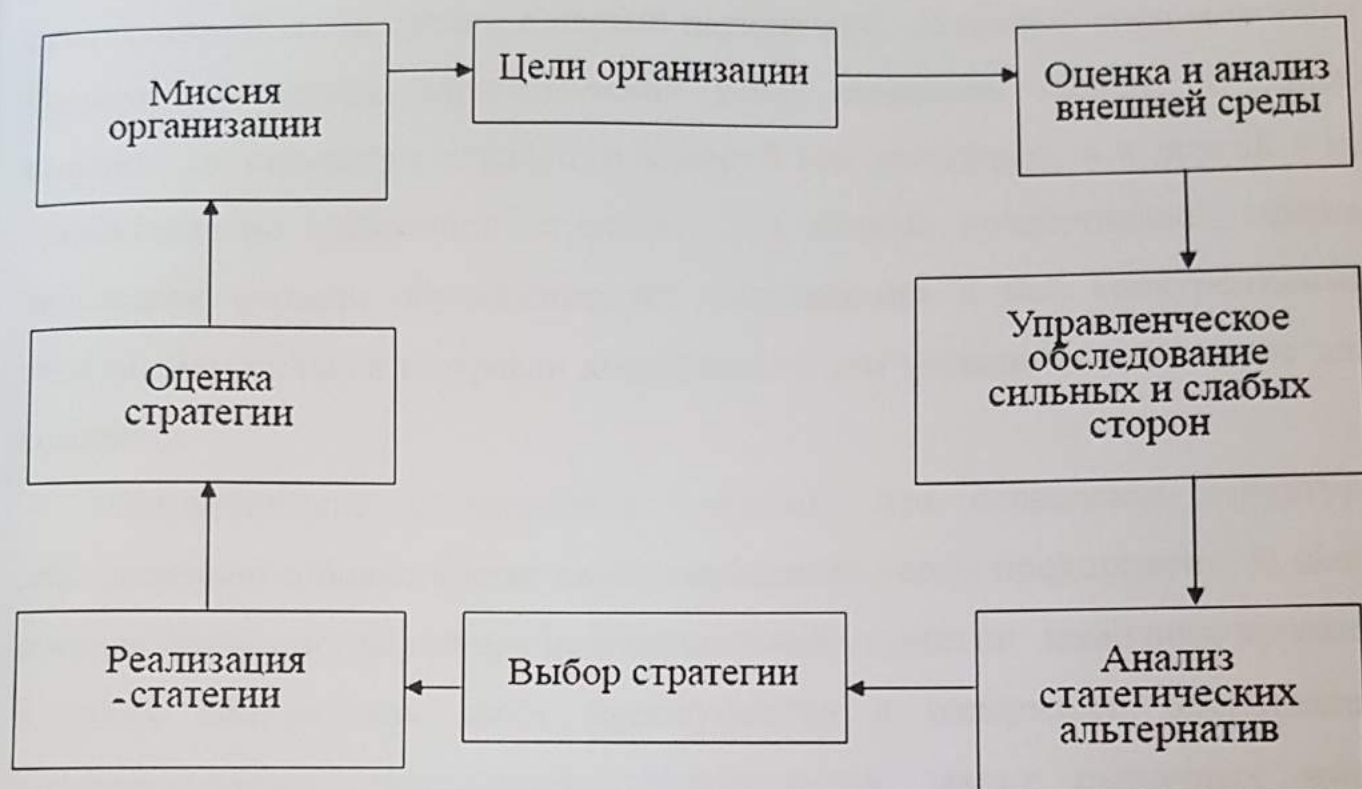 Миссия
организации
Цели организации
Оценка и анализ
внешней среды
Управленческое
обследование
сильных и слабых
сторон
Анализ
статегических
альтернатив
Выбор стратегии
Реализация
-статегии
Оценка
стратегии